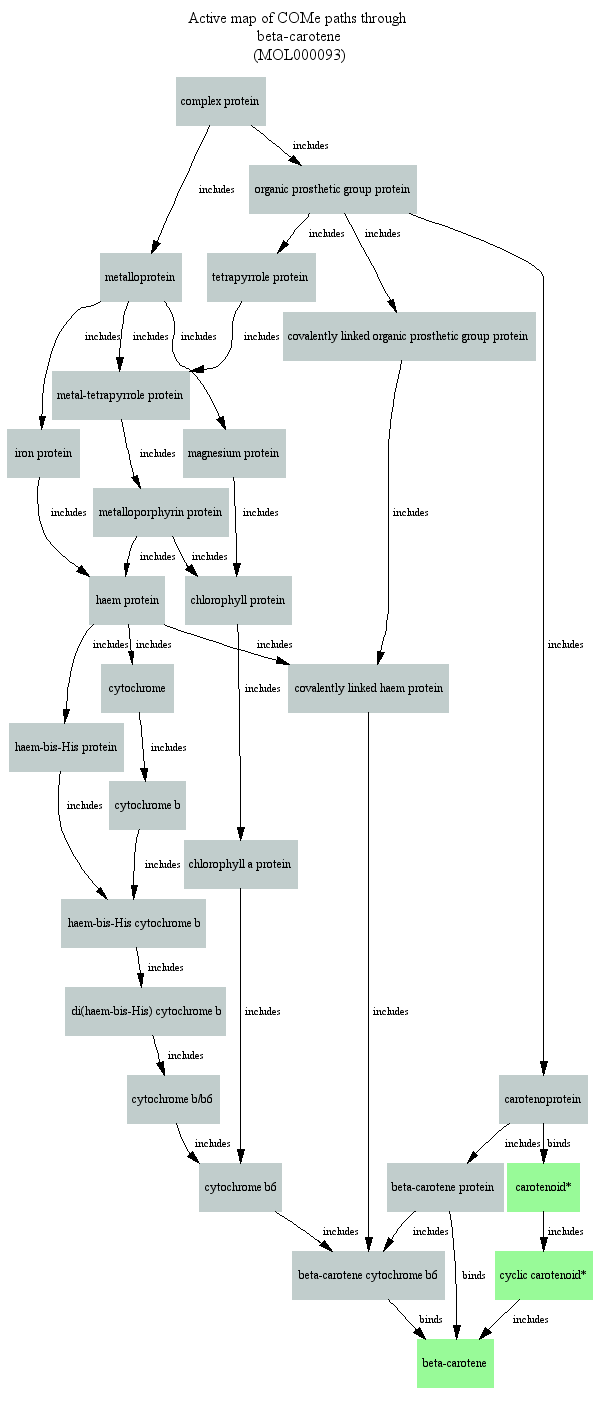 Active map of COMe paths through
beta-carotene
(MOL000093)
complex protein
includes
includes
organic prosthetic group protein
includes
includes
metalloprotein
tetrapyrrole protein
includes
includes
includes
includes
covalently linked organic prosthetic group protein
metal-tetrapyrrole protein
iron protein
includes
magnesium protein
includes
metalloporphyrin protein
includes
includes
includes
includes
haem protein
chlorophyll protein
includes
includes
includes
includes
cytochrome
includes
covalently linked haem protein
haem-bis-His protein
includes
cytochrome b
includes
includes
chlorophyll a protein
haem-bis-His cytochrome b
includes
di(haem-bis-His) cytochrome b
includes
includes
includes
cytochrome b/b6
carotenoprotein
includes
includes
binds
cytochrome b6
beta-carotene protein
carotenoid*
includes
includes
includes
beta-carotene cytochrome b6
binds
cyclic carotenoid*
binds
includes
beta-carotene